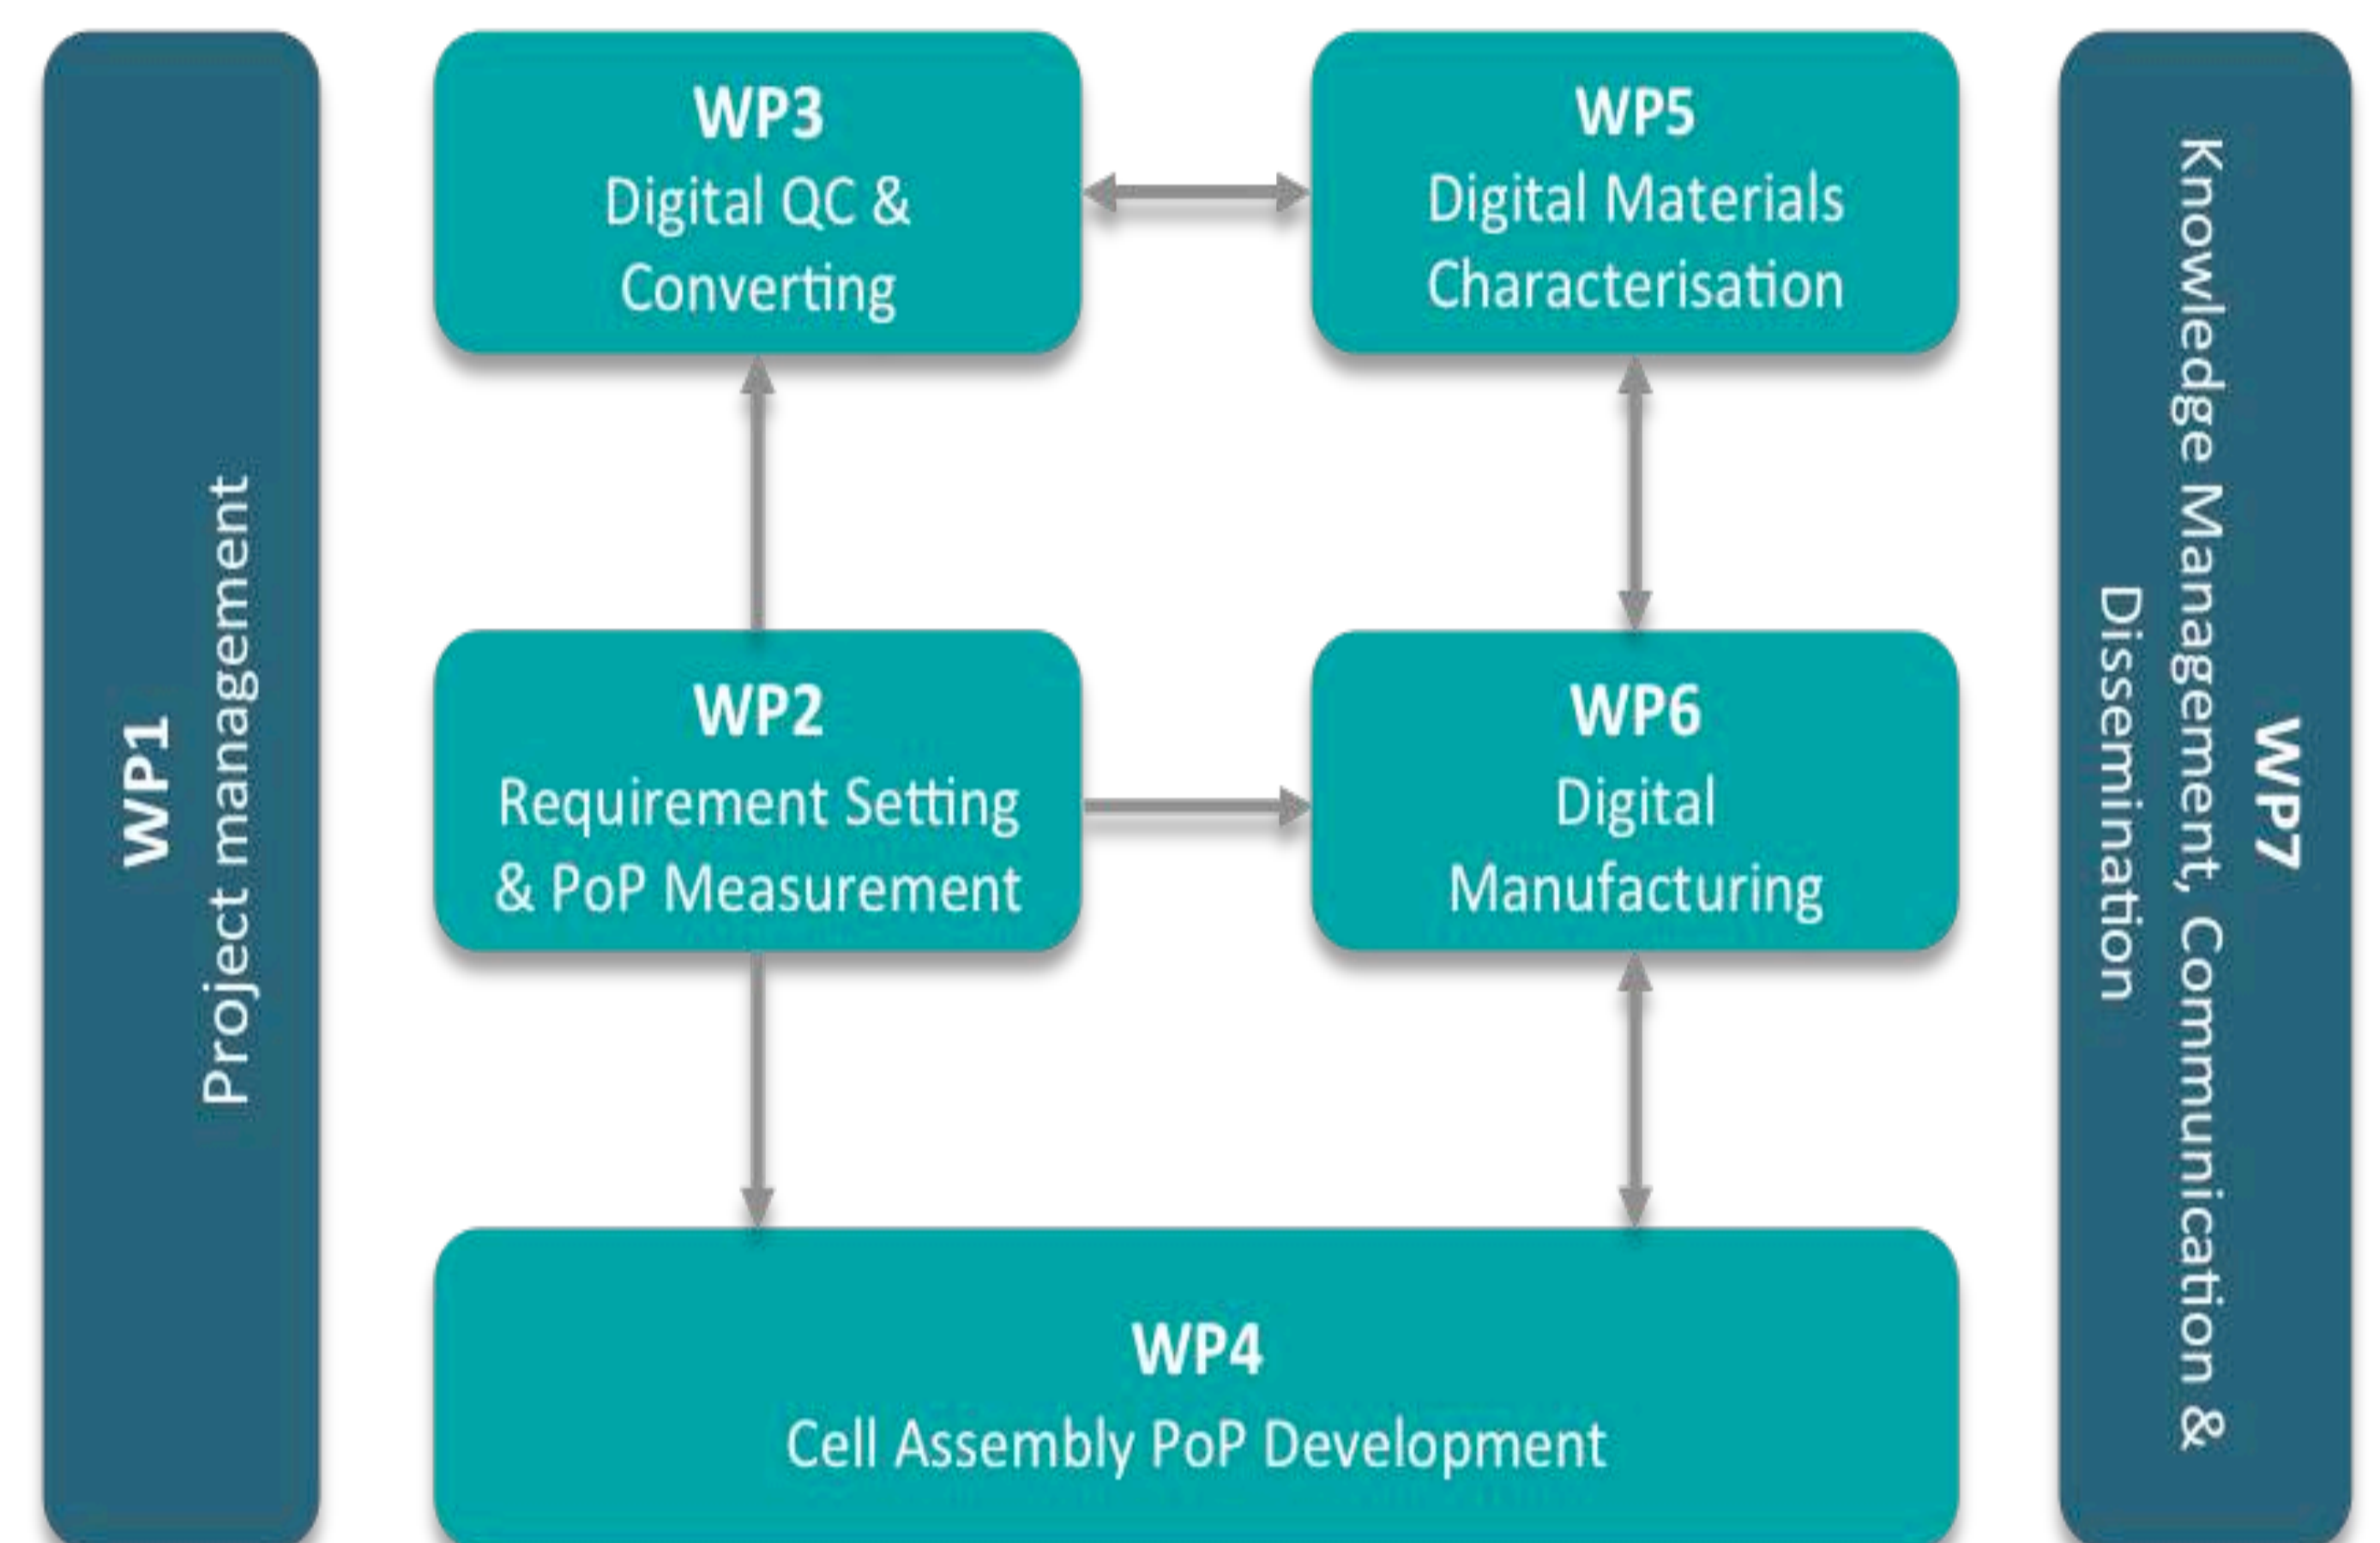 WP1
Project management
WP3
Digital QC &
Converting
WP5
Digital Materials
Characterisation
WP2
Requirement Setting
& PoP Measurement
WP6
Digital
Manufacturing
WP4
Cell Assembly PoP Development
WP7
Knowledge Management, Communication &
Dissemination